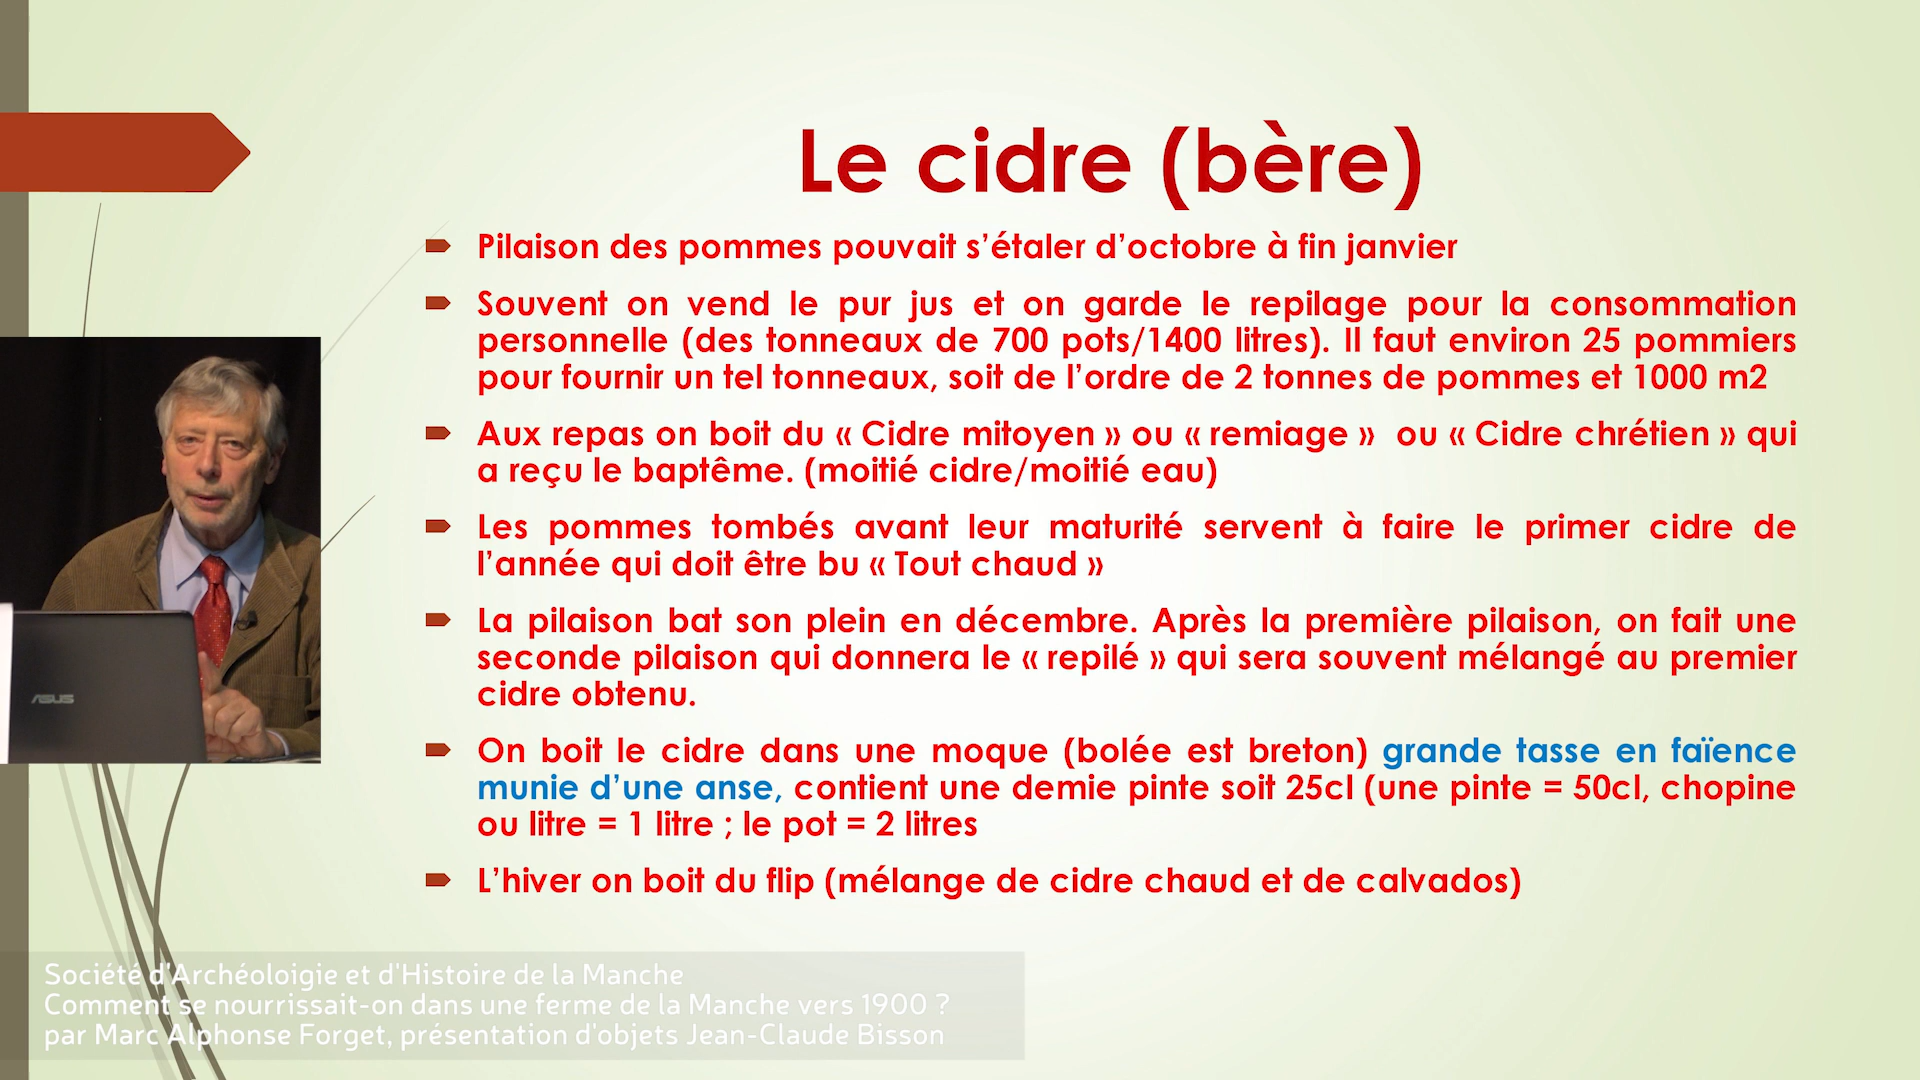 Le cidre (bère)
Pilaison des pommes pouvait s’étaler d’octobre à fin janvier
Souvent on vend le pur jus et on garde le repilage pour la consommation
personnelle (des tonneaux de 700 pots/1400 litres). Il faut environ 25 pommiers
pour fournir un tel tonneaux, soit de l’ordre de 2 tonnes de pommes et 1000 m2
Aux repas on boit du « Cidre mitoyen » ou « remiage » ou « Cidre chrétien » qui
a reçu le baptême. (moitié cidre/moitié eau)
Les pommes tombés avant leur maturité servent à faire le primer cidre de
l’année qui doit être bu « Tout chaud »
La pilaison bat son plein en décembre. Après la première pilaison, on fait une
seconde pilaison qui donnera le « repilé » qui sera souvent mélangé au premier
cidre obtenu.
On boit le cidre dans une moque (bolée est breton) grande tasse en faïence
munie d’une anse, contient une demie pinte soit 25cl (une pinte = 50cl, chopine
ou litre = 1 litre ; le pot = 2 litres
L’hiver on boit du flip (mélange de cidre chaud et de calvados)
ASUS
Société d'Archéoloigie et d'Histoire de la Manche
Comment se nourrissait-on dans une ferme de la Manche vers 1900 ?
par Marc Alphonse Forget, présentation d'objets Jean-Claude Bisson